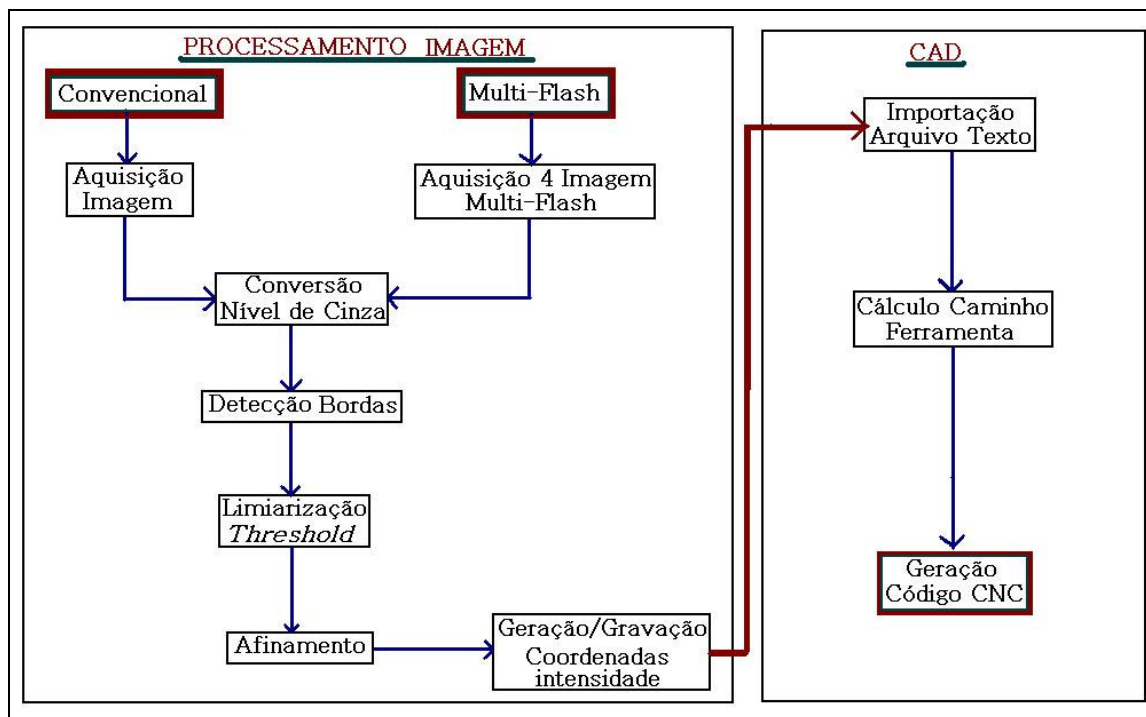 PROCESSAMENTO IMAGEM
Convencional
Multi-Flash
Aquisição
Imagem
Aquisição 4 Imagem
Multi-Flash
Conversão
Nível de Cinza
Detecção Bordas
Limiarização
Threshold
Afinamento
Geração/Gravação
Coordenadas
intensidade
CAD
Importação
Arquivo Texto
Cálculo Caminho
Ferramenta
Geração
Código CNC